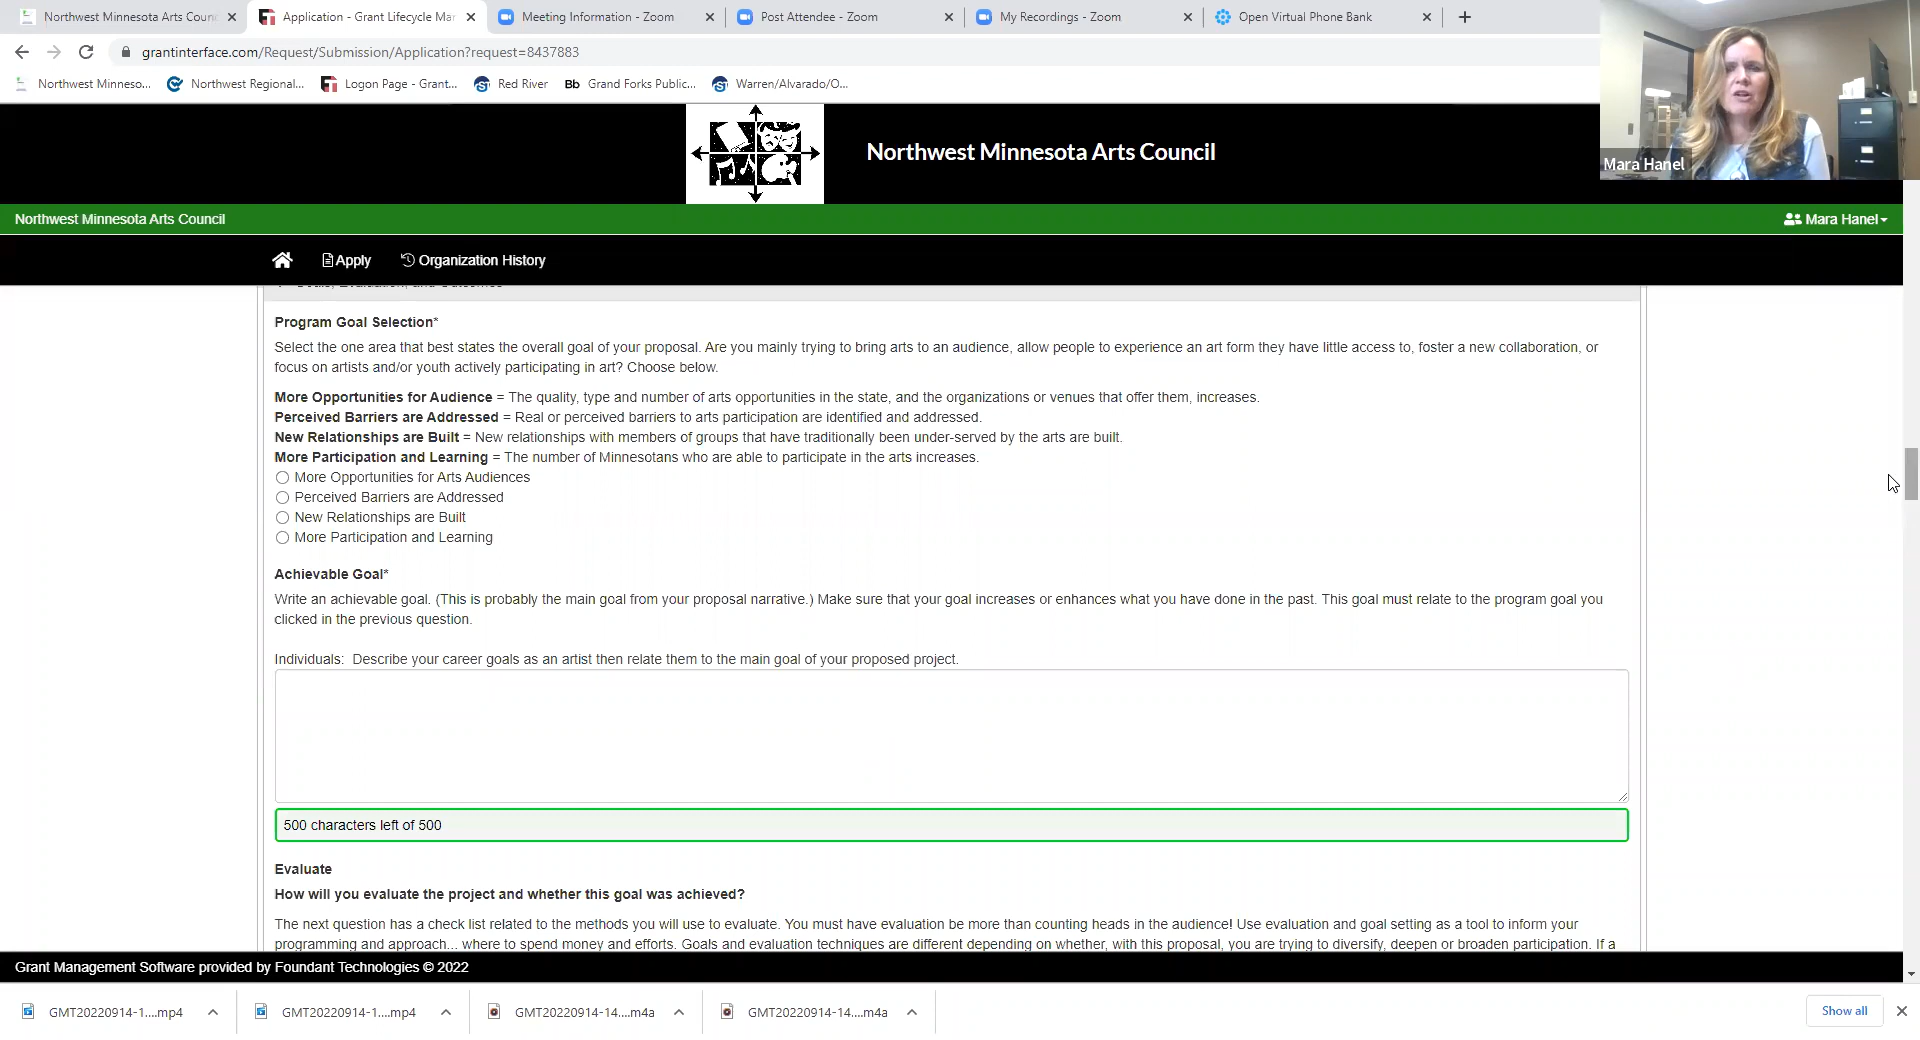 Northwest Minnesota Arts Counc
Application - Grant Lifecycle Mar
Meeting Information - Zoom
Post Attendee - Zoom
My Recordings - Zoom
Open Virtual Phone Bank
grantinterface.com/Request/Submission/Application?request=8437883
Northwest Minneso...
Northwest Regional...
Logon Page - Grant...
Red River
Bb Grand Forks Public...
Warren/Alvarado/O...
Northwest Minnesota Arts Council
Mara Hanel
Northwest Minnesota Arts Council
Mara Hanel
Apply
Organization History
Goals, Evaluation, and Outcomes
Program Goal Selection*
Select the one area that best states the overall goal of your proposal. Are you mainly trying to bring arts to an audience, allow people to experience an art form they have little access to, foster a new collaboration, or
focus on artists and/or youth actively participating in art? Choose below.
More Opportunities for Audience = The quality, type and number of arts opportunities in the state, and the organizations or venues that offer them, increases.
Perceived Barriers are Addressed = Real or perceived barriers to arts participation are identified and addressed.
New Relationships are Built = New relationships with members of groups that have traditionally been under-served by the arts are built.
More Participation and Learning = The number of Minnesotans who are able to participate in the arts increases.
More Opportunities for Arts Audiences
Perceived Barriers are Addressed
New Relationships are Built
More Participation and Learning
Achievable Goal*
Write an achievable goal. (This is probably the main goal from your proposal narrative.) Make sure that your goal increases or enhances what you have done in the past. This goal must relate to the program goal you
clicked in the previous question.
Individuals: Describe your career goals as an artist then relate them to the main goal of your proposed project.
500 characters left of 500
Evaluate
How will you evaluate the project and whether this goal was achieved?
The next question has a check list related to the methods you will use to evaluate. You must have evaluation be more than counting heads in the audience! Use evaluation and goal setting as a tool to inform your
programming and approach... where to spend money and efforts. Goals and evaluation techniques are different depending on whether, with this proposal, you are trying to diversify, deepen or broaden participation. If a
Grant Management Software provided by Foundant Technologies © 2022
GMT20220914-1....mp4
GMT20220914-1....mp4
GMT20220914-14....m4a
GMT20220914-14....m4a
Show all